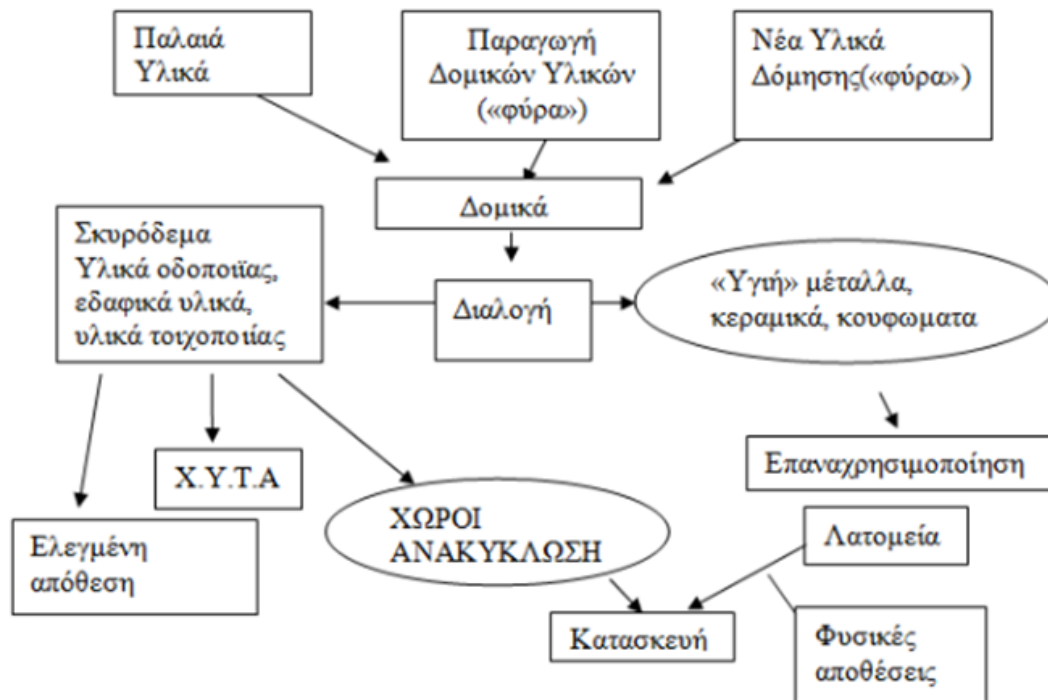 Παλαιά
Υλικά
Παραγωγή
Δομικών Υλικών
(«φύρα»)
Νέα Υλικά
Δόμησης(«φύρα»)
Δομικά
Σκυρόδεμα
Υλικά οδοποιϊας,
εδαφικά υλικά,
υλικά τοιχοποιίας
Διαλογή
«Υγιή» μέταλλα,
κεραμικά, κουφωματα
Χ.Υ.Τ.Α
Επαναχρησιμοποίηση
Ελεγμένη
απόθεση
ΧΩΡΟΙ
ΑΝΑΚΥΚΛΩΣΗ
Λατομεία
Κατασκευή
Φυσικές
αποθέσεις